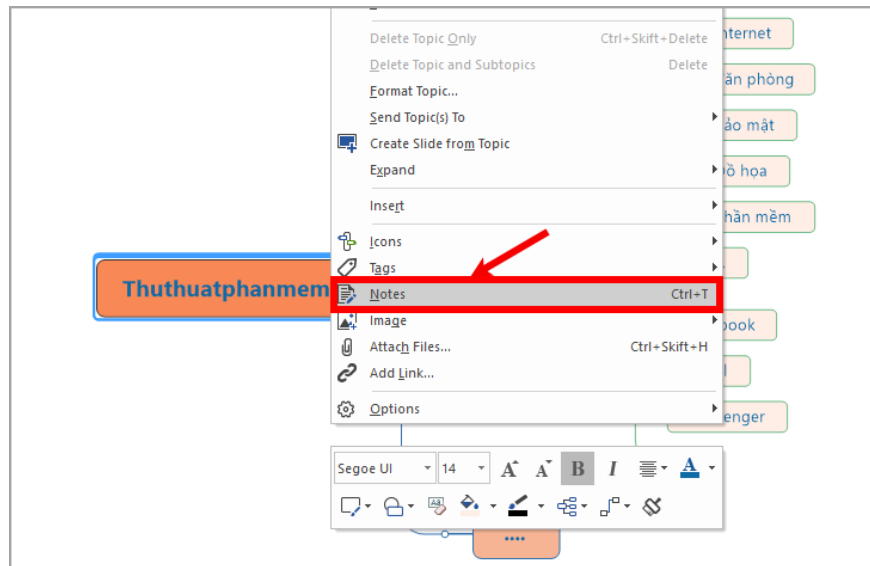 Delete Topic Only Ctrl+Skift+Delete
Delete Topic and Subtopics Delete
Format Topic...
Send Topic(s) To
Create Slide from Topic
Expand
Insert
Icons
Tags
Notes Ctrl+T
Image
Attach Files... Ctrl+Skift+H
Add Link...
Options
Thuthuatphanmem
nternet
ăn phòng
ảo mật
ồ họa
hần mềm
ook
enger
Segoe UI 14 A A B I A
....